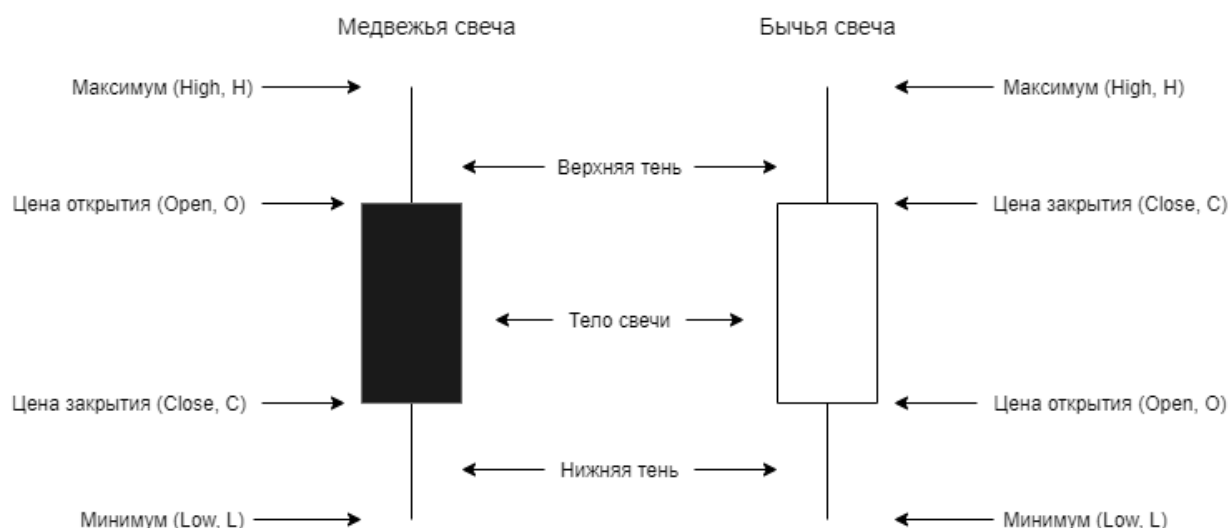 Медвежья свеча
Бычья свеча
Максимум (High, H)
Максимум (High, H)
Верхняя тень
Цена открытия (Open, O)
Цена закрытия (Close, C)
Тело свечи
Цена закрытия (Close, C)
Цена открытия (Open, O)
Нижняя тень
Минимум (Low, L)
Минимум (Low, L)